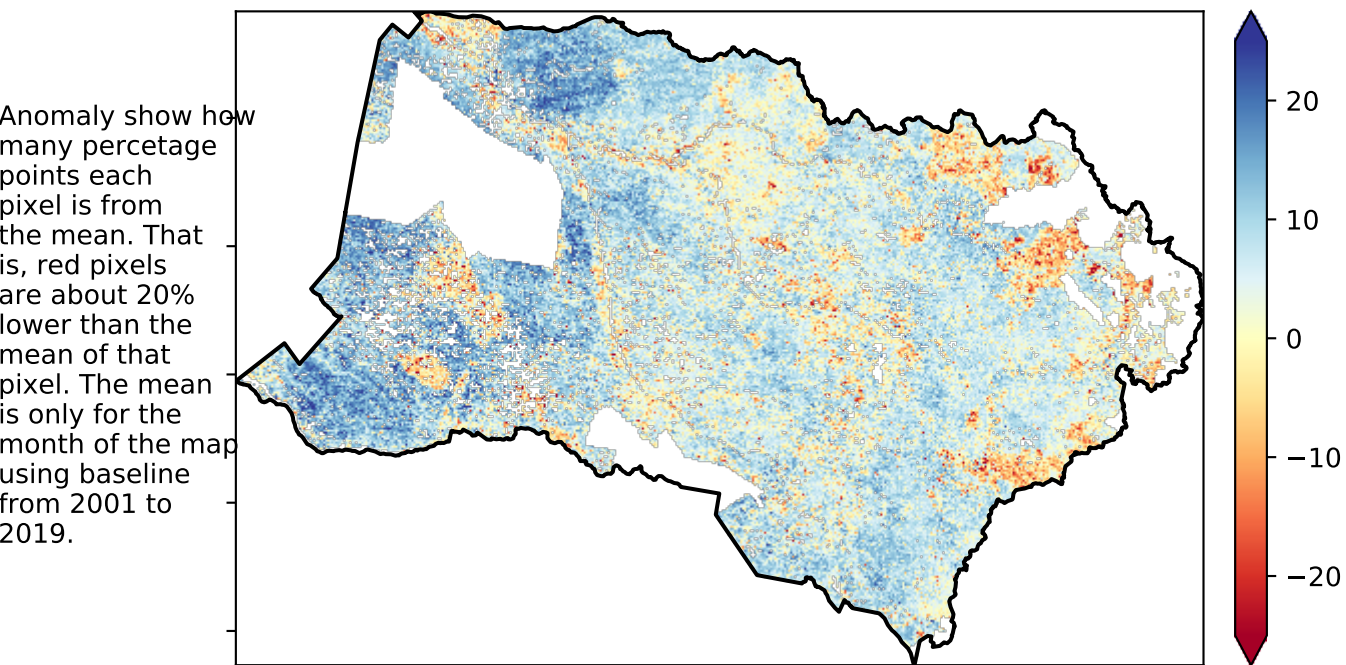 Anomaly show how
many percetage
points each
pixel is from
the mean. That
is, red pixels
are about 20%
lower than the
mean of that
pixel. The mean
is only for the
month of the map
using baseline
from 2001 to
2019.
20
10
0
−10
−20